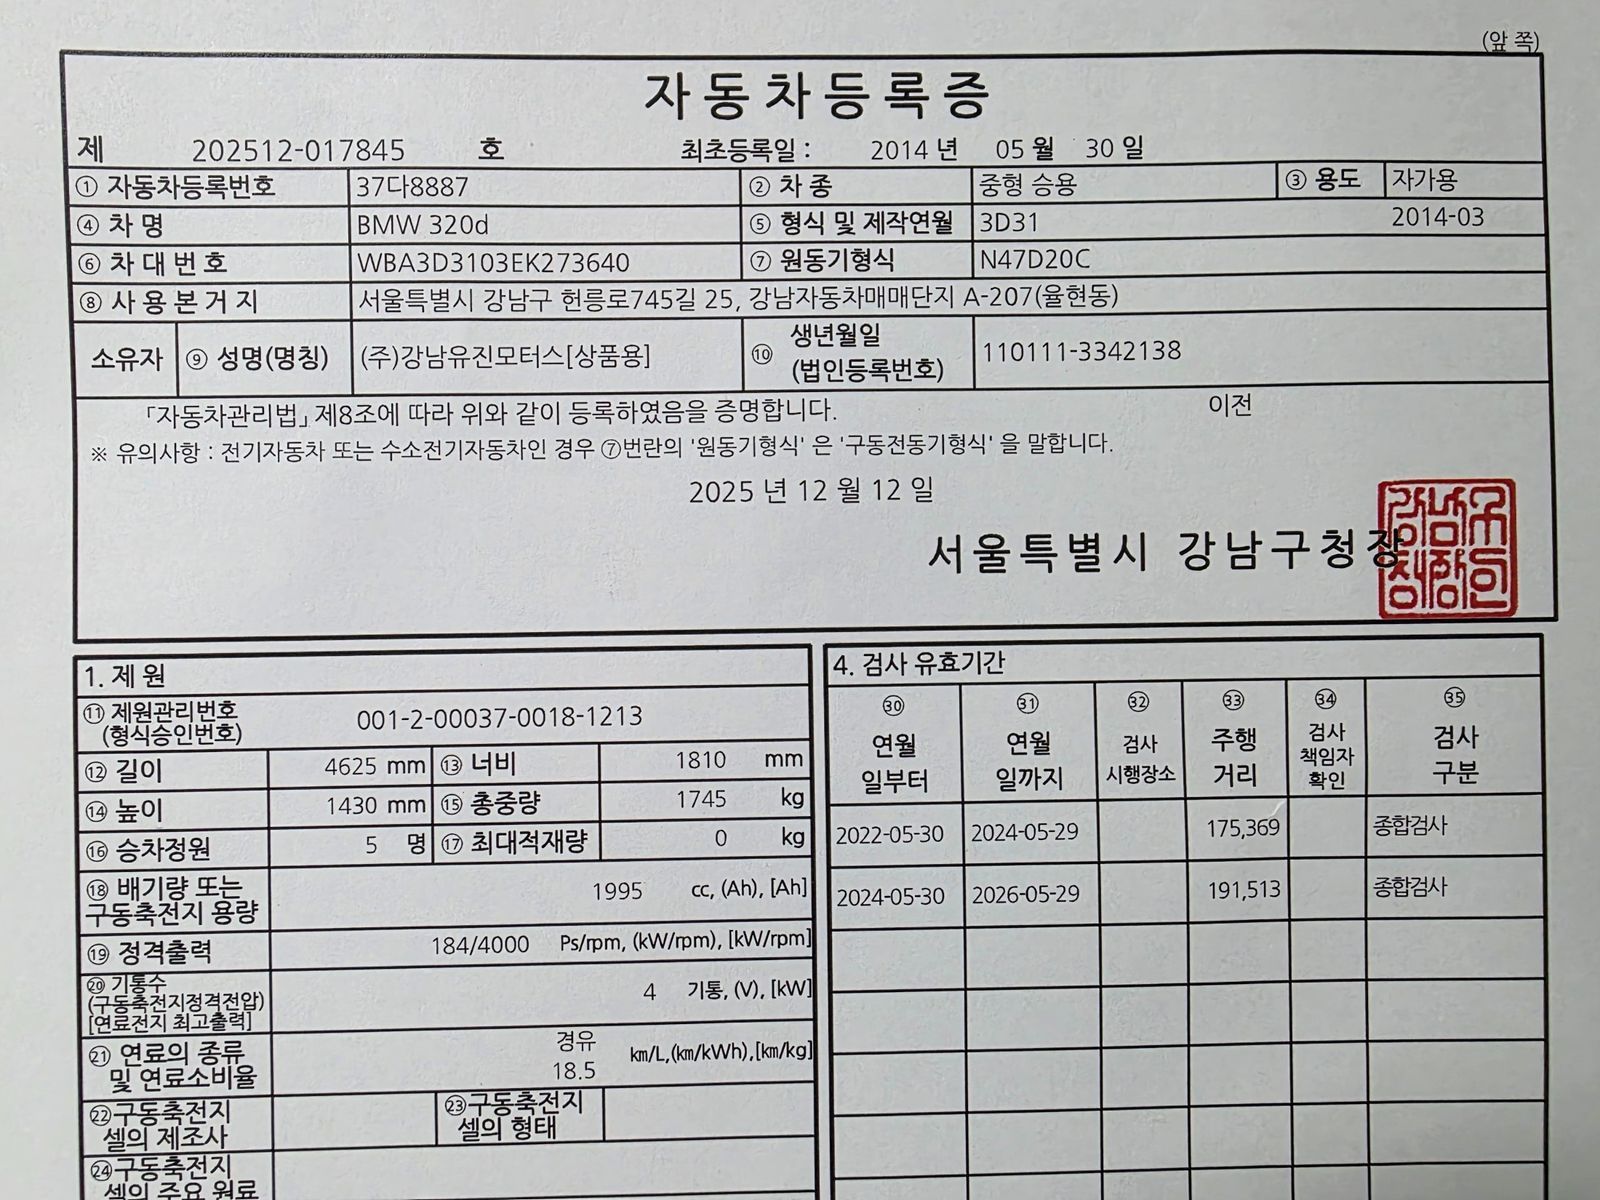 (앞 쪽)
자동차등록증
제 202512-017845 호 최초등록일 : 2014 년 05 월 30 일
① 자동차등록번호 37다8887 ② 차 종 중형 승용 ③ 용도 자가용
④ 차 명 BMW 320d ⑤ 형식 및 제작연월 3D31 2014-03
⑥ 차 대 번 호 WBA3D3103EK273640 ⑦ 원동기형식 N47D20C
⑧ 사 용 본 거 지 서울특별시 강남구 헌릉로745길 25, 강남자동차매매단지 A-207(율현동)
소유자 ⑨ 성명(명칭) (주)강남유진모터스[상품용] ⑩ 생년월일
(법인등록번호) 110111-3342138
「자동차관리법」 제8조에 따라 위와 같이 등록하였음을 증명합니다. 이전
※ 유의사항 : 전기자동차 또는 수소전기자동차인 경우 ⑦번란의 '원동기형식' 은 '구동전동기형식' 을 말합니다.
2025 년 12 월 12 일
서울특별시 강남구청장
1. 제 원
⑪ 제원관리번호
(형식승인번호) 001-2-00037-0018-1213
⑫ 길이 4625 mm ⑬ 너비 1810 mm
⑭ 높이 1430 mm ⑮ 총중량 1745 kg
⑯ 승차정원 5 명 ⑰ 최대적재량 0 kg
⑱ 배기량 또는
구동축전지 용량 1995 cc, (Ah), [Ah]
⑲ 정격출력 184/4000 Ps/rpm, (kW/rpm), [kW/rpm]
⑳ 기통수
(구동축전지정격전압)
[연료전지 최고출력] 4 기통, (V), [kW]
㉑ 연료의 종류
및 연료소비율 경유
18.5 km/L,(km/kWh),[km/kg]
㉒구동축전지
셀의 제조사 ㉓구동축전지
셀의 형태
㉔구동축전지
셀의 주요 원료
4. 검사 유효기간
㉚ ㉛ ㉜ ㉝ ㉞ ㉟
연월
일부터 연월
일까지 검사
시행장소 주행
거리 검사
책임자
확인 검사
구분
2022-05-30 2024-05-29 175,369 종합검사
2024-05-30 2026-05-29 191,513 종합검사